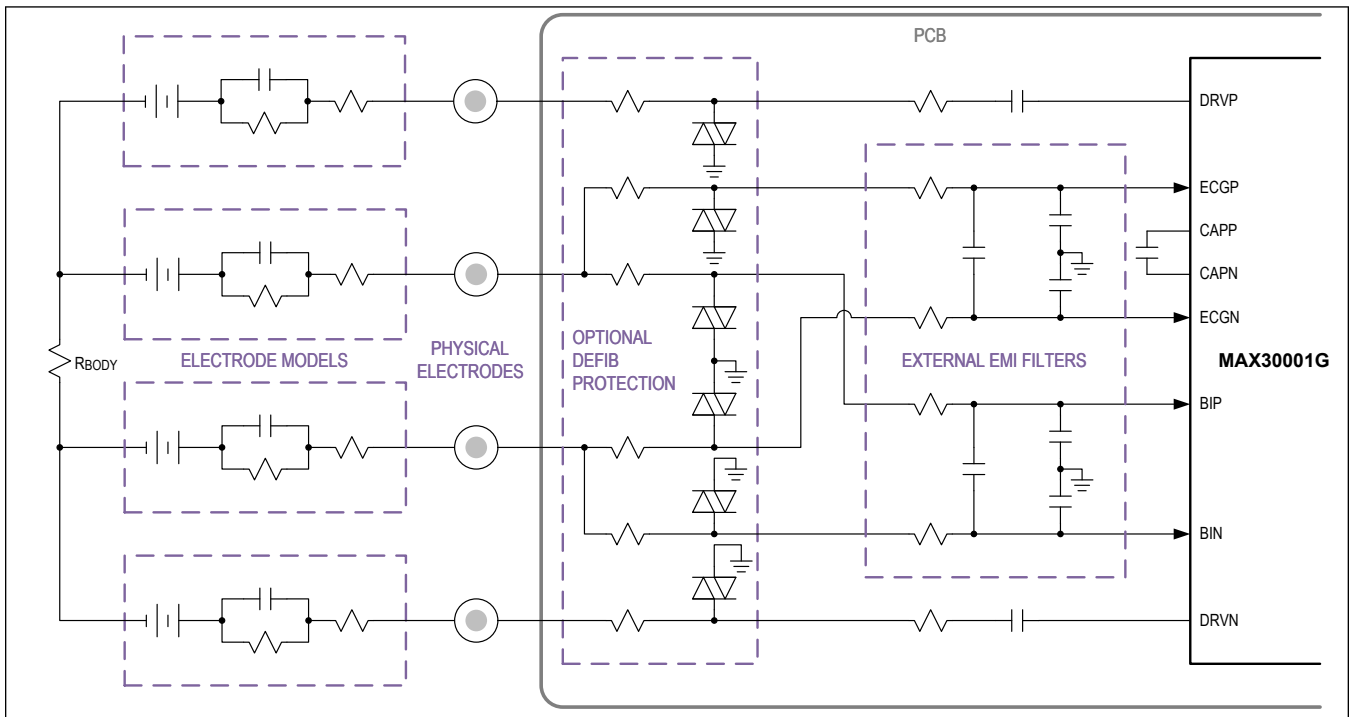 PCB
DRVP
ECGP
CAPP
CAPN
ECGN
RBODY
ELECTRODE MODELS
PHYSICAL
ELECTRODES
OPTIONAL
DEFIB
PROTECTION
EXTERNAL EMI FILTERS
MAX30001G
BIP
BIN
DRVN